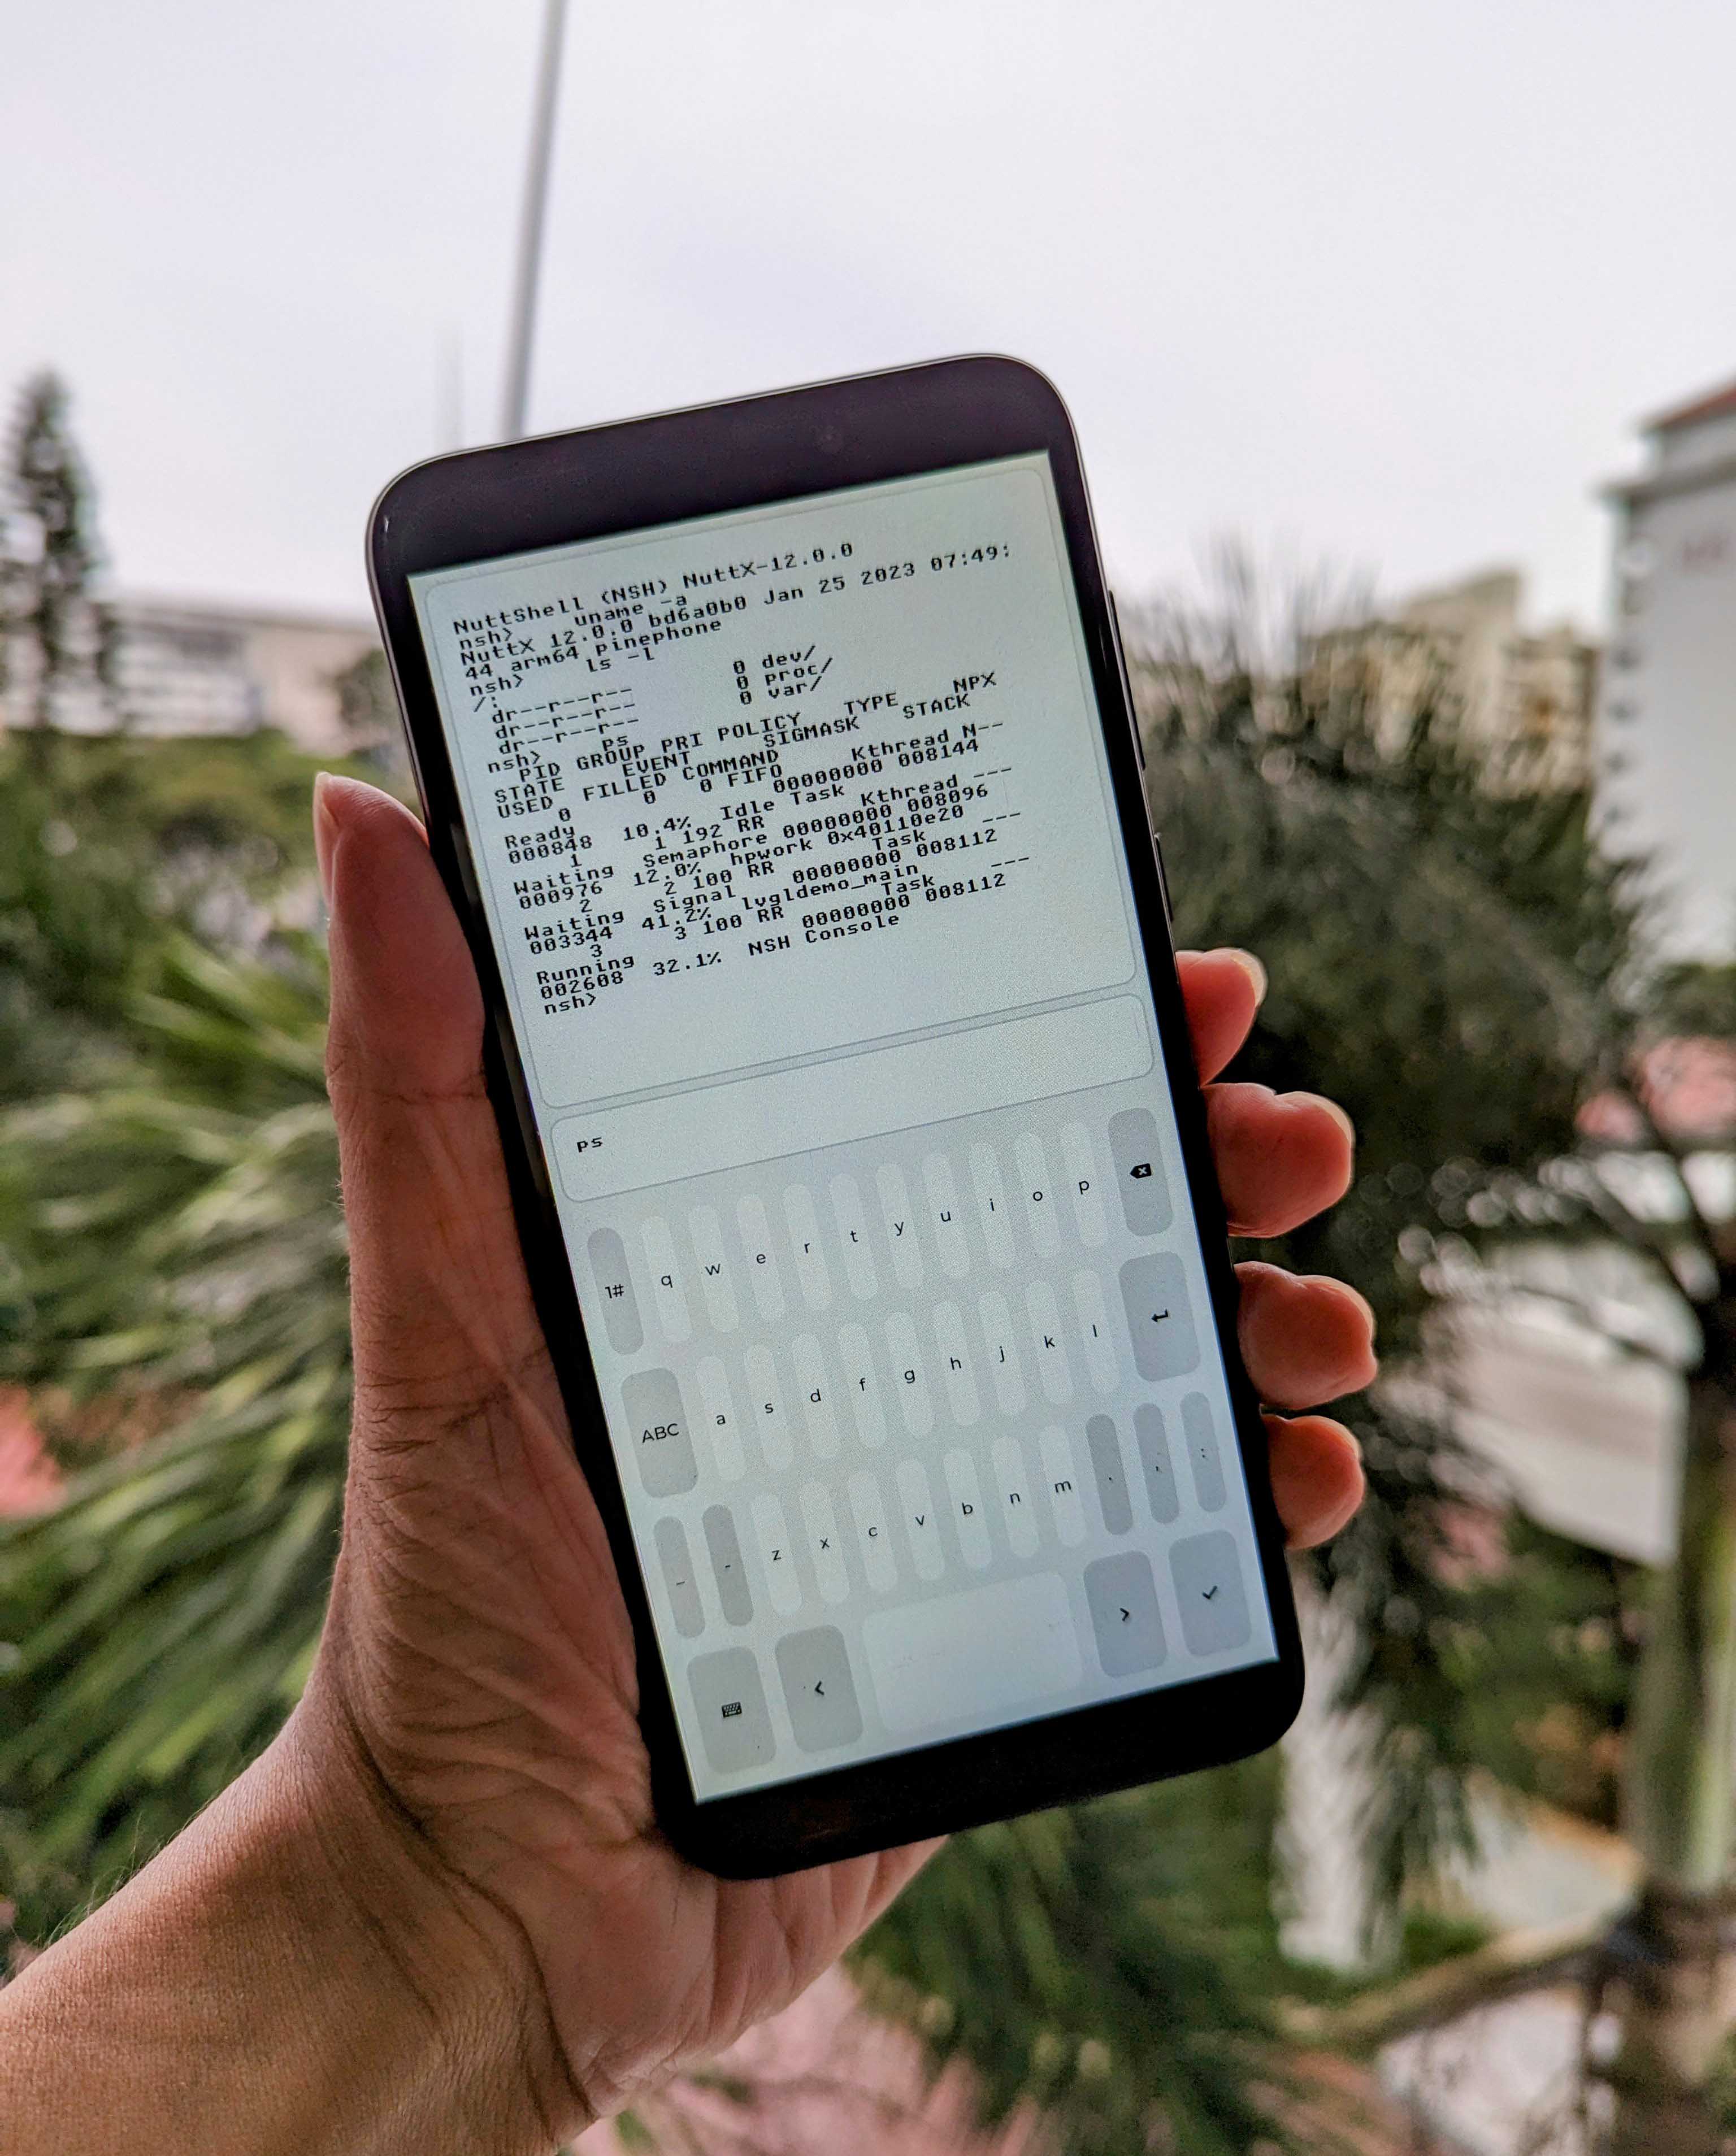 NuttShell (NSH) NuttX-12.0.0
nsh> uname -a
NuttX 12.0.0 bd6a0b0 Jan 25 2023 07:49:
44 arm64 pinephone
nsh> ls -l
/:
dr--r--r-- 0 dev/
dr--r--r-- 0 proc/
dr--r--r-- 0 var/
nsh> ps
PID GROUP PRI POLICY TYPE NPX
STATE EVENT SIGMASK STACK
USED FILLED COMMAND
0 0 0 FIFO Kthread N--
Ready 00000000 008144
000848 10.4% Idle Task
1 1 192 RR Kthread ---
Waiting Semaphore 00000000 008096
000976 12.0% hpwork 0x40110e20
2 2 100 RR Task ---
Waiting Signal 00000000 008112
003344 41.2% lvgldemo_main
3 3 100 RR Task ---
Running 00000000 008112
002608 32.1% NSH Console
nsh>
ps
1# q w e r t y u i o p
ABC a s d f g h j k l
_ - z x c v b n m . , :
< >